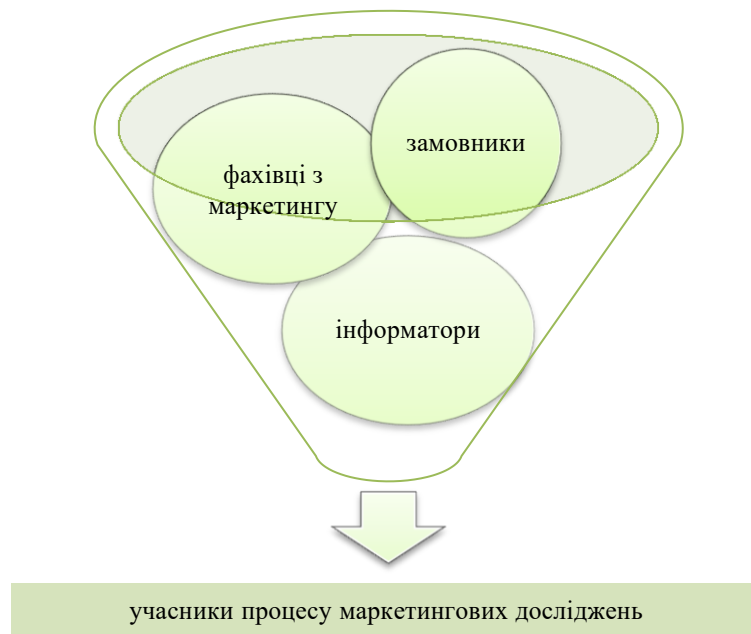 замовники
фахівці з
маркетингу
інформатори
учасники процесу маркетингових досліджень